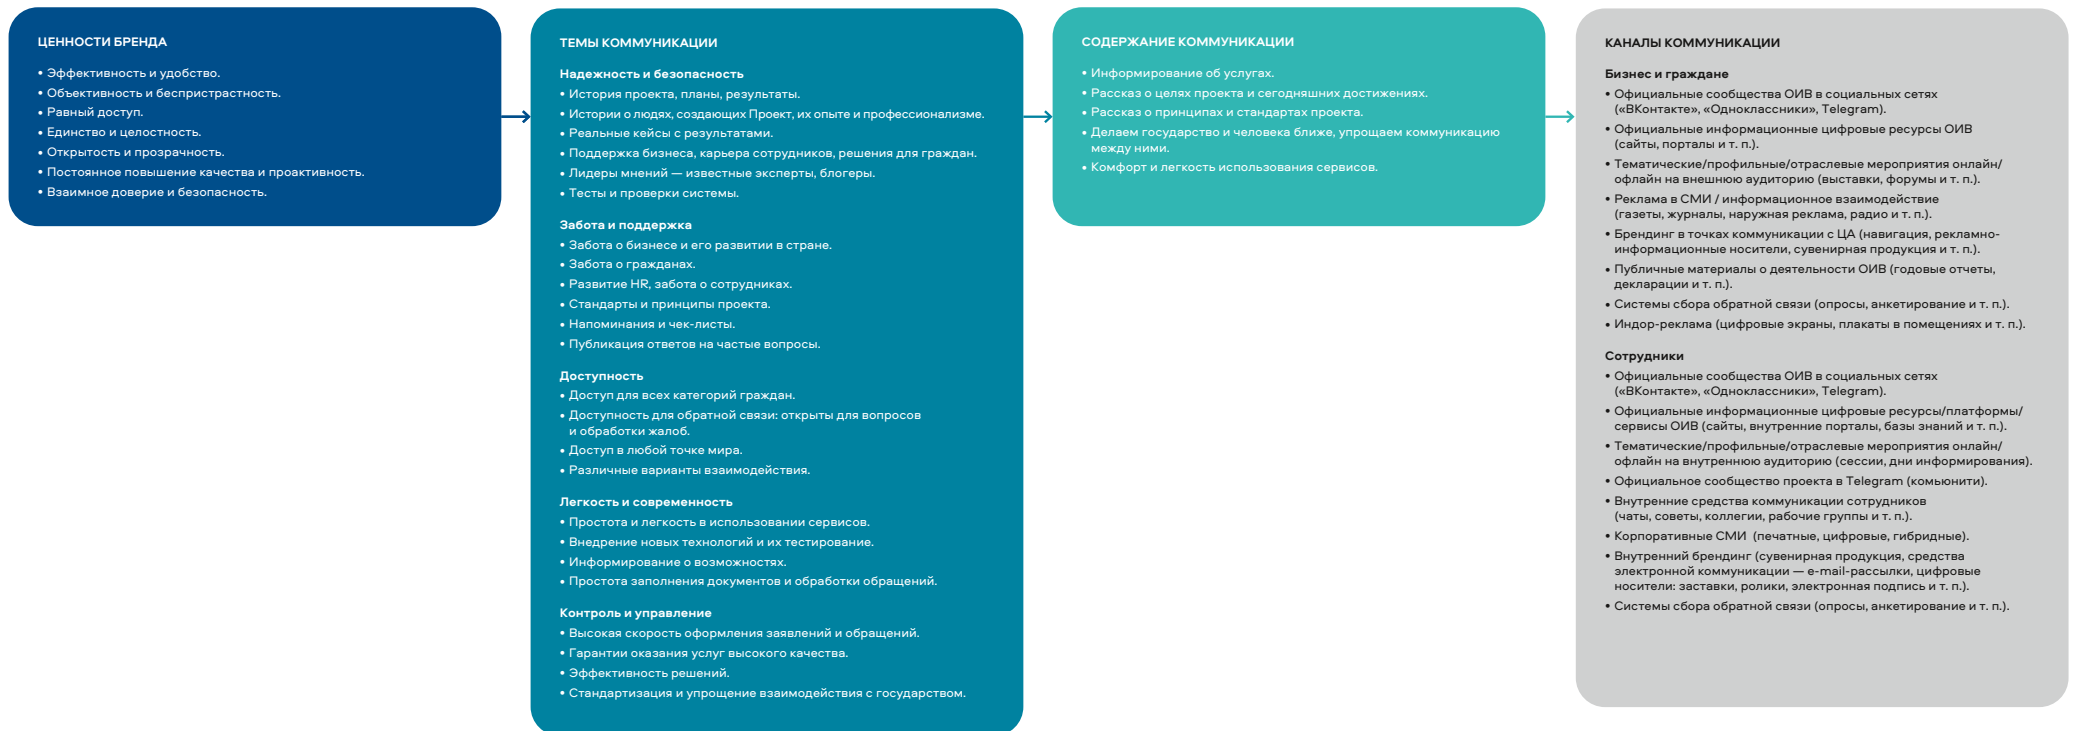 ЦЕННОСТИ БРЕНДА
• Эффективность и удобство.
• Объективность и беспристрастность.
• Равный доступ.
• Единство и целостность.
• Открытость и прозрачность.
• Постоянное повышение качества и проактивность.
• Взаимное доверие и безопасность.
ТЕМЫ КОММУНИКАЦИИ
Надежность и безопасность
• История проекта, планы, результаты.
• Истории о людях, создающих Проект, их опыте и профессионализме.
• Реальные кейсы с результатами.
• Поддержка бизнеса, карьера сотрудников, решения для граждан.
• Лидеры мнений — известные эксперты, блогеры.
• Тесты и проверки системы.
Забота и поддержка
• Забота о бизнесе и его развитии в стране.
• Забота о гражданах.
• Развитие HR, забота о сотрудниках.
• Стандарты и принципы проекта.
• Напоминания и чек-листы.
• Публикация ответов на частые вопросы.
Доступность
• Доступ для всех категорий граждан.
• Доступность для обратной связи: открыты для вопросов
и обработки жалоб.
• Доступ в любой точке мира.
• Различные варианты взаимодействия.
Легкость и современность
• Простота и легкость в использовании сервисов.
• Внедрение новых технологий и их тестирование.
• Информирование о возможностях.
• Простота заполнения документов и обработки обращений.
Контроль и управление
• Высокая скорость оформления заявлений и обращений.
• Гарантии оказания услуг высокого качества.
• Эффективность решений.
• Стандартизация и упрощение взаимодействия с государством.
СОДЕРЖАНИЕ КОММУНИКАЦИИ
• Информирование об услугах.
• Рассказ о целях проекта и сегодняшних достижениях.
• Рассказ о принципах и стандартах проекта.
• Делаем государство и человека ближе, упрощаем коммуникацию
между ними.
• Комфорт и легкость использования сервисов.
КАНАЛЫ КОММУНИКАЦИИ
Бизнес и граждане
• Официальные сообщества ОИВ в социальных сетях
(«ВКонтакте», «Одноклассники», Telegram).
• Официальные информационные цифровые ресурсы ОИВ
(сайты, порталы и т. п.).
• Тематические/профильные/отраслевые мероприятия онлайн/
офлайн на внешнюю аудиторию (выставки, форумы и т. п.).
• Реклама в СМИ / информационное взаимодействие
(газеты, журналы, наружная реклама, радио и т. п.).
• Брендинг в точках коммуникации с ЦА (навигация, рекламно-
информационные носители, сувенирная продукция и т. п.).
• Публичные материалы о деятельности ОИВ (годовые отчеты,
декларации и т. п.).
• Системы сбора обратной связи (опросы, анкетирование и т. п.).
• Индор-реклама (цифровые экраны, плакаты в помещениях и т. п.).
Сотрудники
• Официальные сообщества ОИВ в социальных сетях
(«ВКонтакте», «Одноклассники», Telegram).
• Официальные информационные цифровые ресурсы/платформы/
сервисы ОИВ (сайты, внутренние порталы, базы знаний и т. п.).
• Тематические/профильные/отраслевые мероприятия онлайн/
офлайн на внутреннюю аудиторию (сессии, дни информирования).
• Официальное сообщество проекта в Telegram (комьюнити).
• Внутренние средства коммуникации сотрудников
(чаты, советы, коллегии, рабочие группы и т. п.).
• Корпоративные СМИ (печатные, цифровые, гибридные).
• Внутренний брендинг (сувенирная продукция, средства
электронной коммуникации — e-mail-рассылки, цифровые
носители: заставки, ролики, электронная подпись и т. п.).
• Системы сбора обратной связи (опросы, анкетирование и т. п.).